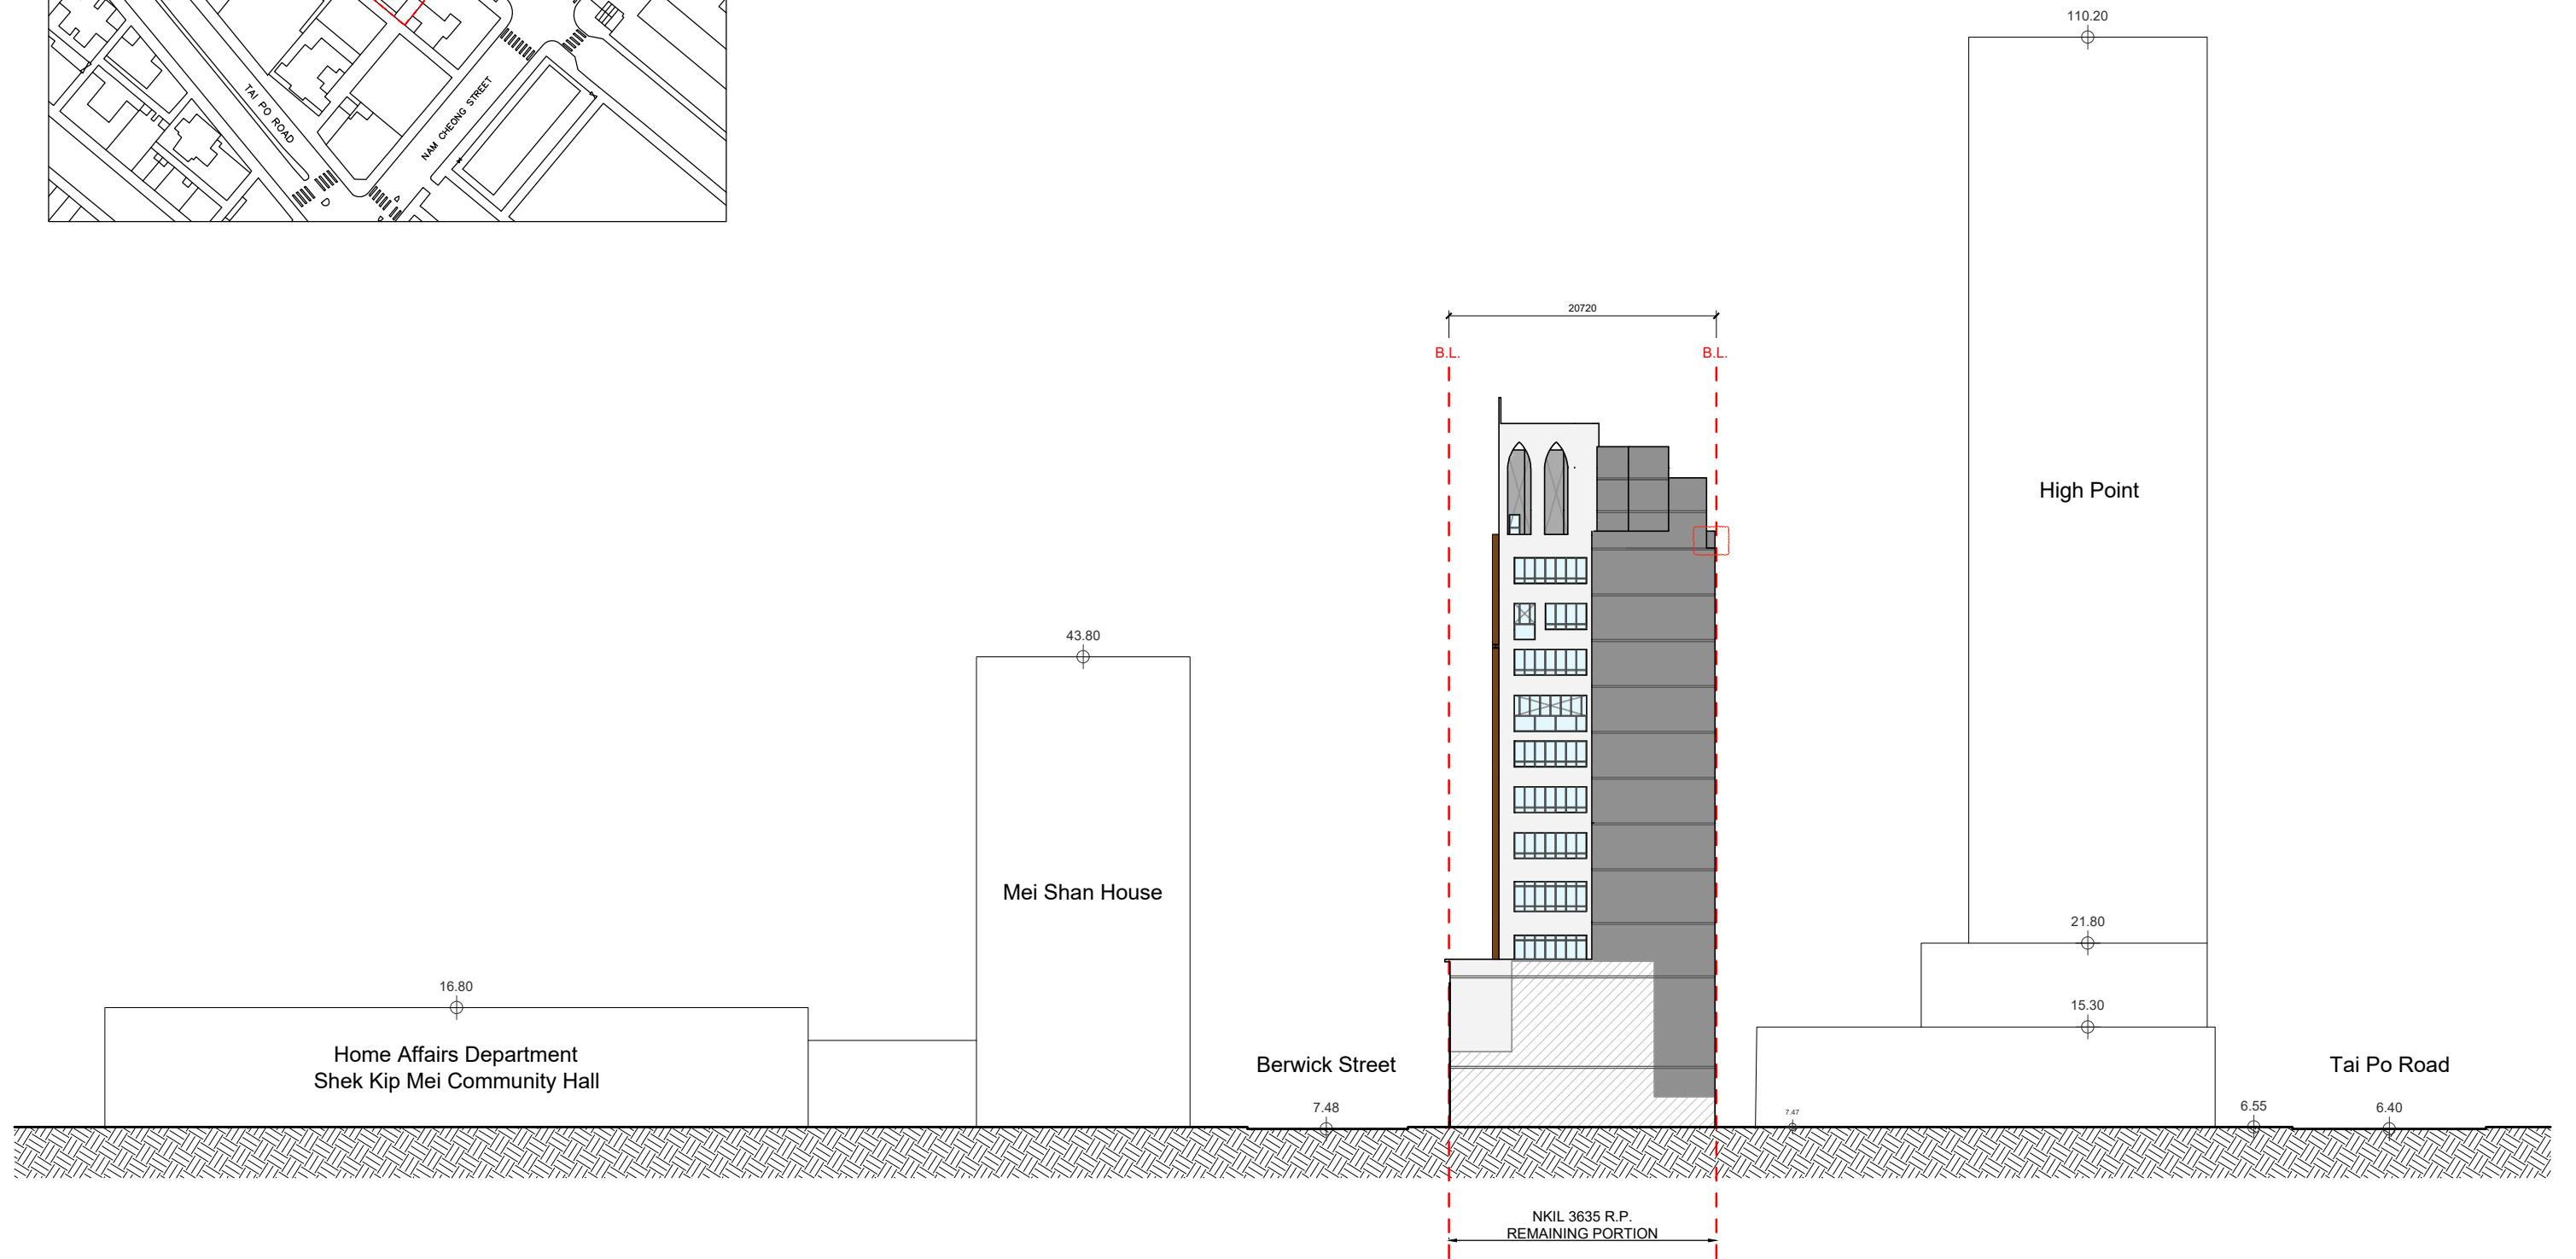 TAI PO ROAD
NAM CHEONG STREET
110.20
20720
B.L.
B.L.
High Point
43.80
Mei Shan House
21.80
16.80
15.30
Home Affairs Department
Shek Kip Mei Community Hall
Berwick Street
Tai Po Road
7.48
7.47
6.55
6.40
NKIL 3635 R.P.
REMAINING PORTION